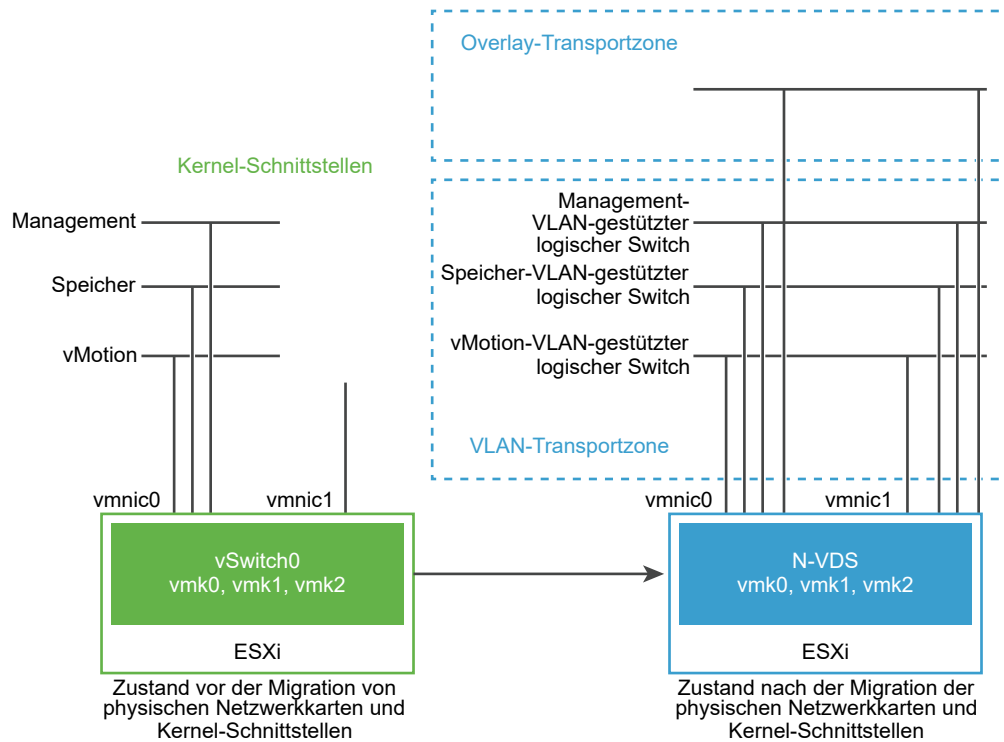 Overlay-Transportzone
Kernel-Schnittstellen
Management
Speicher
vMotion
Management-
VLAN-gestützter
logischer Switch
Speicher-VLAN-gestützter
logischer Switch
vMotion-VLAN-gestützter
logischer Switch
VLAN-Transportzone
vmnic0
vmnic1
vSwitch0
vmk0, vmk1, vmk2
ESXi
Zustand vor der Migration von
physischen Netzwerkkarten und
Kernel-Schnittstellen
vmnic0
vmnic1
N-VDS
vmk0, vmk1, vmk2
ESXi
Zustand nach der Migration der
physischen Netzwerkkarten und
Kernel-Schnittstellen